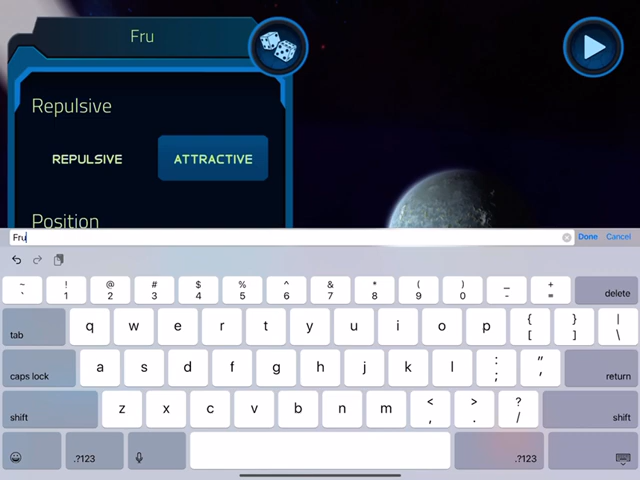 Fru
Repulsive
REPULSIVE ATTRACTIVE
Position
Fru Done Cancel
~ ! @ # $ % ^ & * ( ) _ +
` 1 2 3 4 5 6 7 8 9 0 - = delete
tab q w e r t y u i o p { [ } ] | \
caps lock a s d f g h j k l : ; " ' return
shift z x c v b n m < , > . ? / shift
.?123 .?123